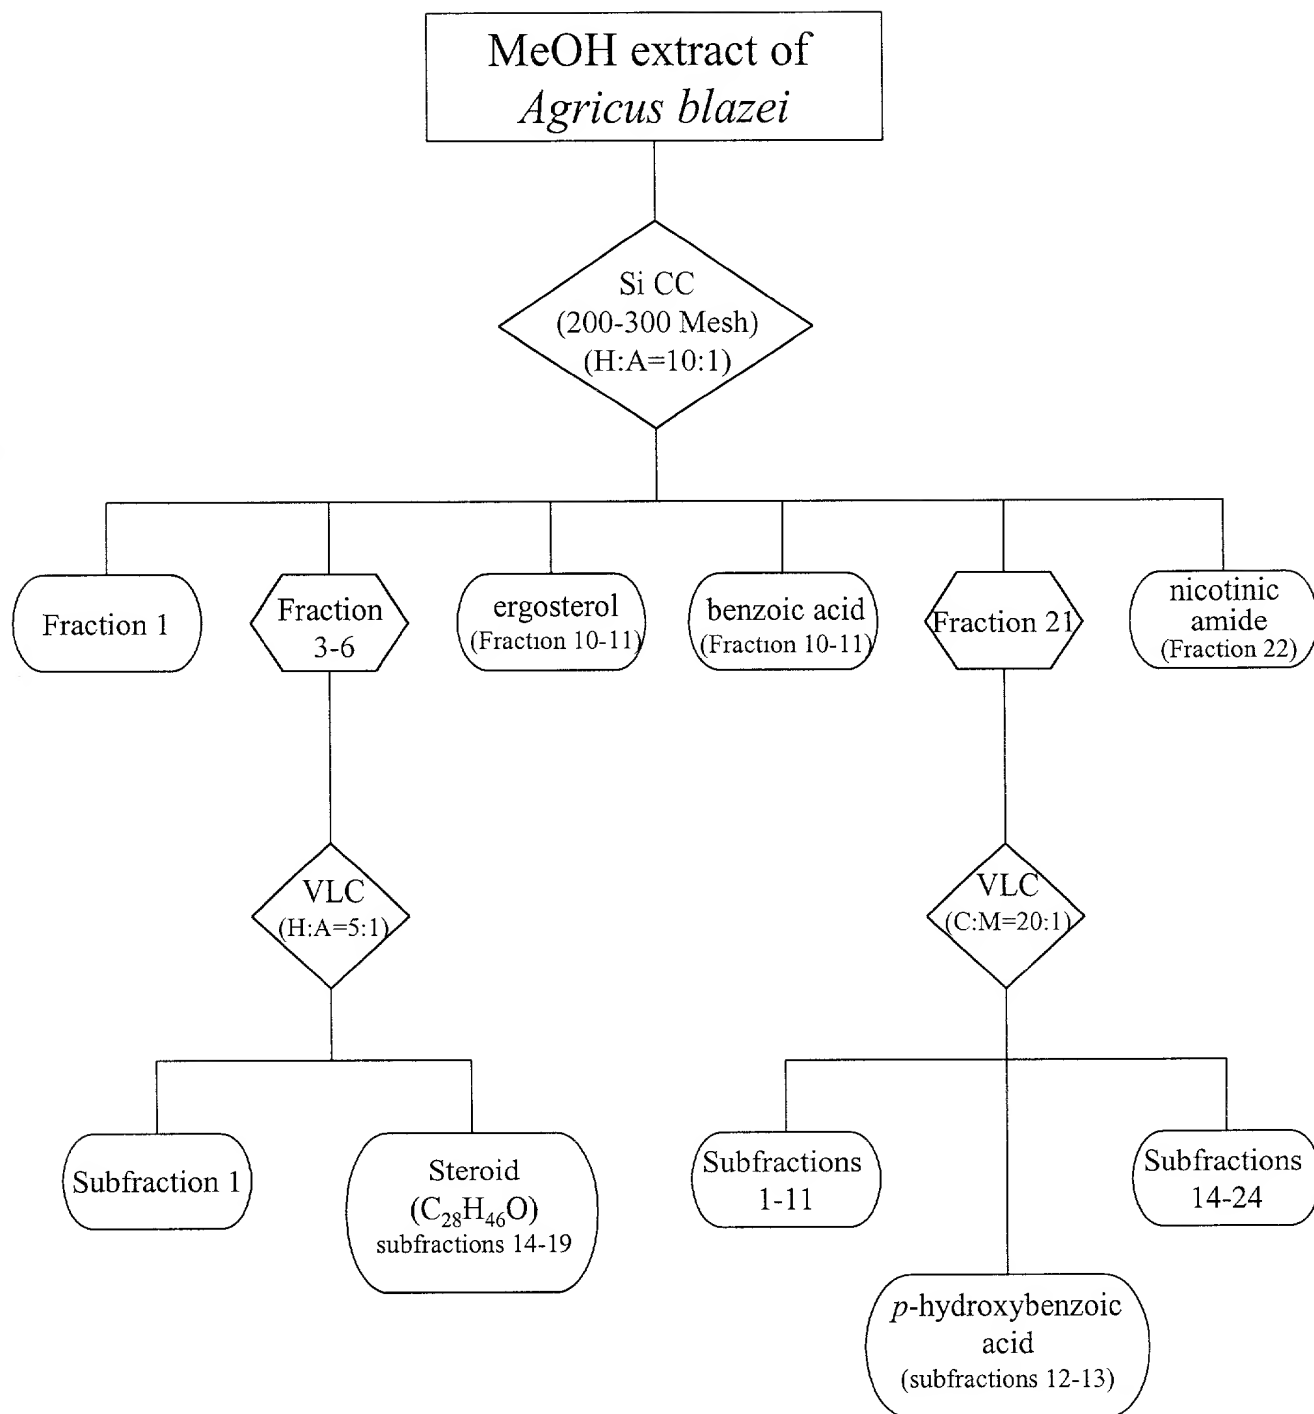 MeOH extract of
Agricus blazei
Si CC
(200-300 Mesh)
(H:A=10:1)
Fraction 1
Fraction
3-6
ergosterol
(Fraction 10-11)
benzoic acid
(Fraction 10-11)
Fraction 21
nicotinic
amide
(Fraction 22)
VLC
(H:A=5:1)
VLC
(C:M=20:1)
Subfraction 1
Steroid
(C₂₈H₄₆O)
subfractions 14-19
Subfractions
1-11
Subfractions
14-24
p-hydroxybenzoic
acid
(subfractions 12-13)